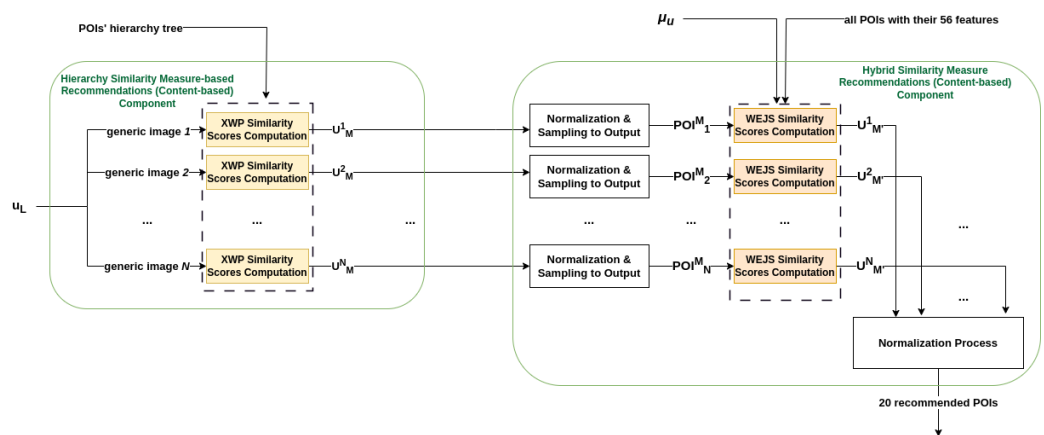 POIs' hierarchy tree
μu
all POIs with their 56 features
Hierarchy Similarity Measure-based
Recommendations (Content-based)
Component
Hybrid Similarity Measure
Recommendations (Content-based)
Component
generic image 1
XWP Similarity
Scores Computation
U1M
Normalization &
Sampling to Output
POIM1
WEJS Similarity
Scores Computation
U1M'
generic image 2
XWP Similarity
Scores Computation
U2M
Normalization &
Sampling to Output
POIM2
WEJS Similarity
Scores Computation
U2M'
uL
...
...
...
...
...
...
...
generic image N
XWP Similarity
Scores Computation
UNM
Normalization &
Sampling to Output
POIMN
WEJS Similarity
Scores Computation
UNM'
...
...
Normalization Process
20 recommended POIs